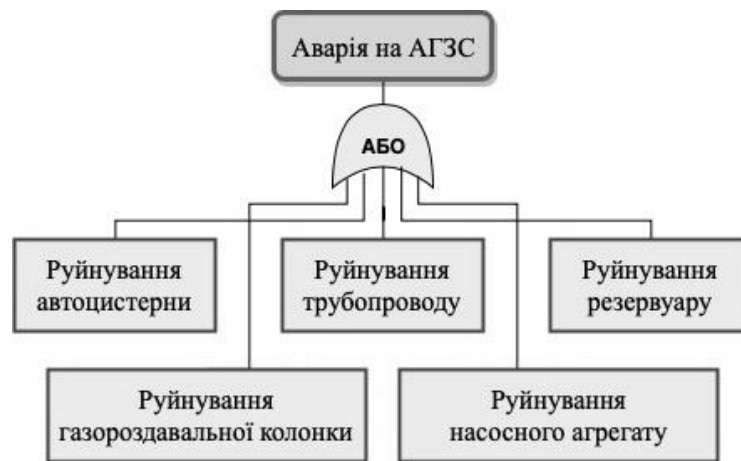 Аварія на АГЗС
АБО
Руйнування
автоцистерни
Руйнування
трубопроводу
Руйнування
резервуару
Руйнування
газороздавальної колонки
Руйнування
насосного агрегату